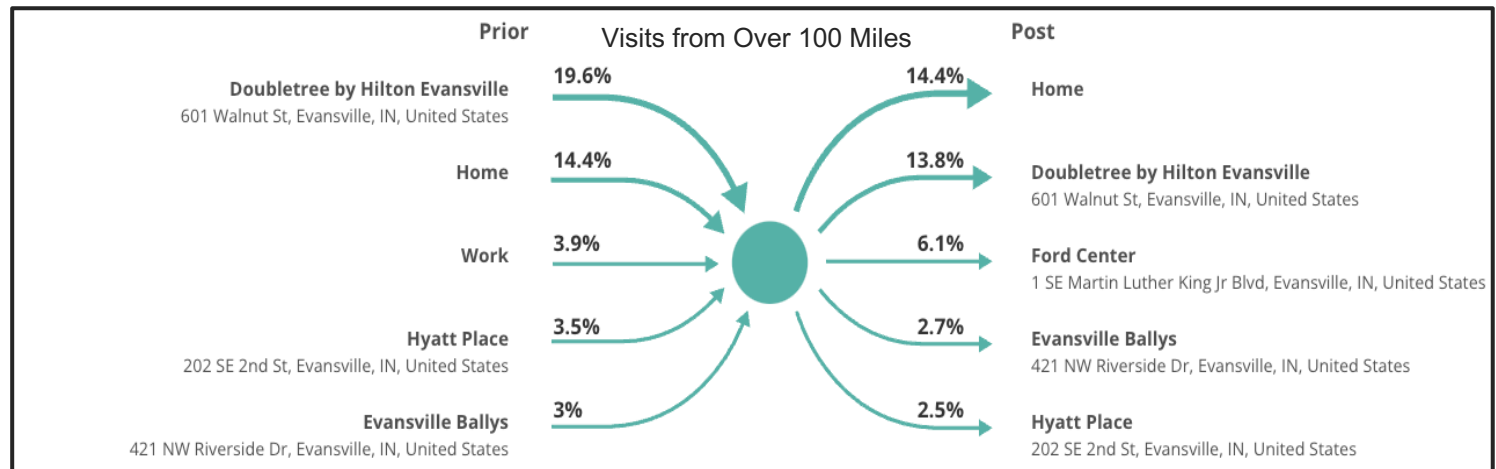 Prior
Visits from Over 100 Miles
Post
Doubletree by Hilton Evansville
601 Walnut St, Evansville, IN, United States
19.6%
Home
14.4%
Work
3.9%
Hyatt Place
202 SE 2nd St, Evansville, IN, United States
3.5%
Evansville Ballys
421 NW Riverside Dr, Evansville, IN, United States
3%
14.4%
Home
13.8%
Doubletree by Hilton Evansville
601 Walnut St, Evansville, IN, United States
6.1%
Ford Center
1 SE Martin Luther King Jr Blvd, Evansville, IN, United States
2.7%
Evansville Ballys
421 NW Riverside Dr, Evansville, IN, United States
2.5%
Hyatt Place
202 SE 2nd St, Evansville, IN, United States